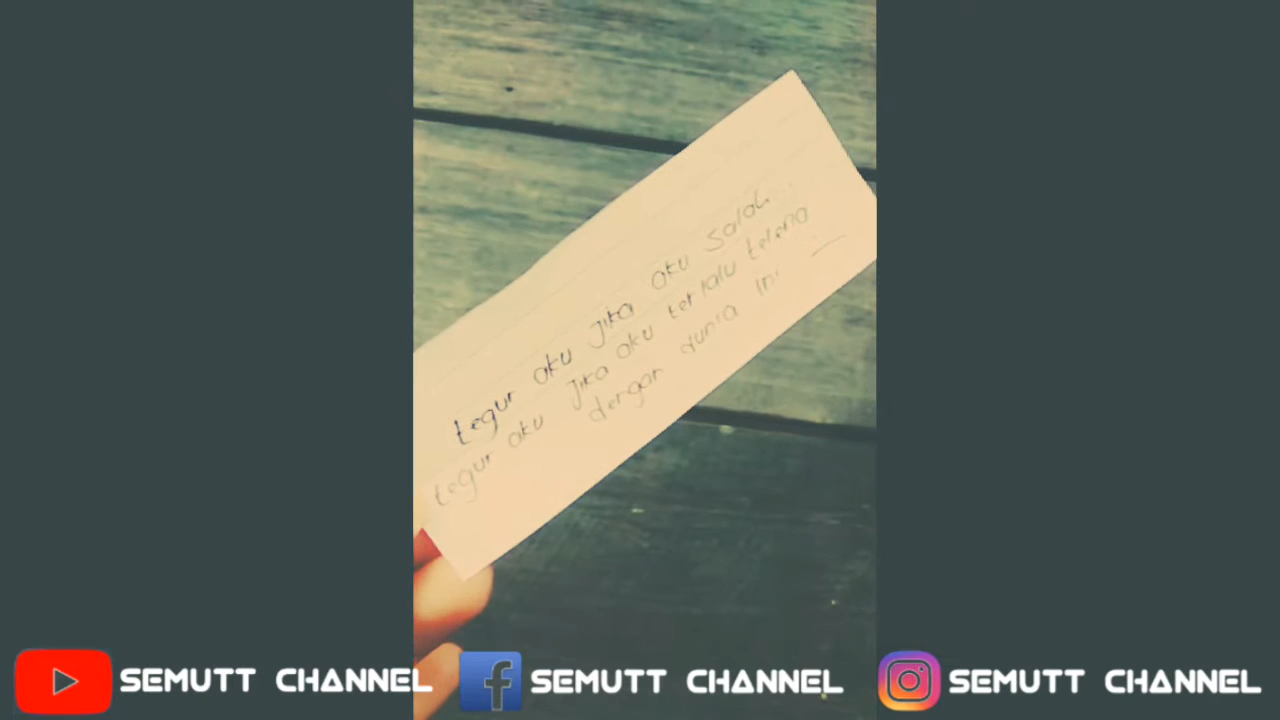 tegur aku jika aku salah...
tegur aku jika aku terlalu telena
dengan dunia ini
SEMUTT CHANNEL
SEMUTT CHANNEL
SEMUTT CHANNEL